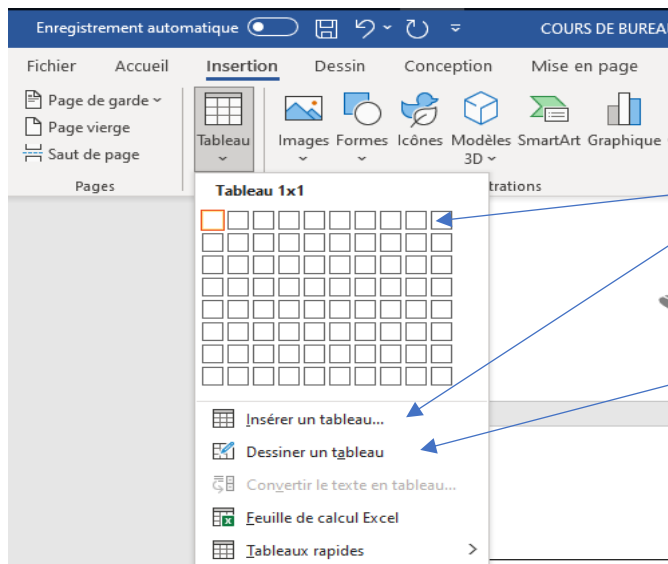 Enregistrement automatique COURS DE BUREAU
Fichier Accueil Insertion Dessin Conception Mise en page
Page de garde
Page vierge
Saut de page
Pages
Tableau
Images Formes Icônes Modèles 3D SmartArt Graphique
trations
Tableau 1x1
Insérer un tableau...
Dessiner un tableau
Convertir le texte en tableau...
Feuille de calcul Excel
Tableaux rapides